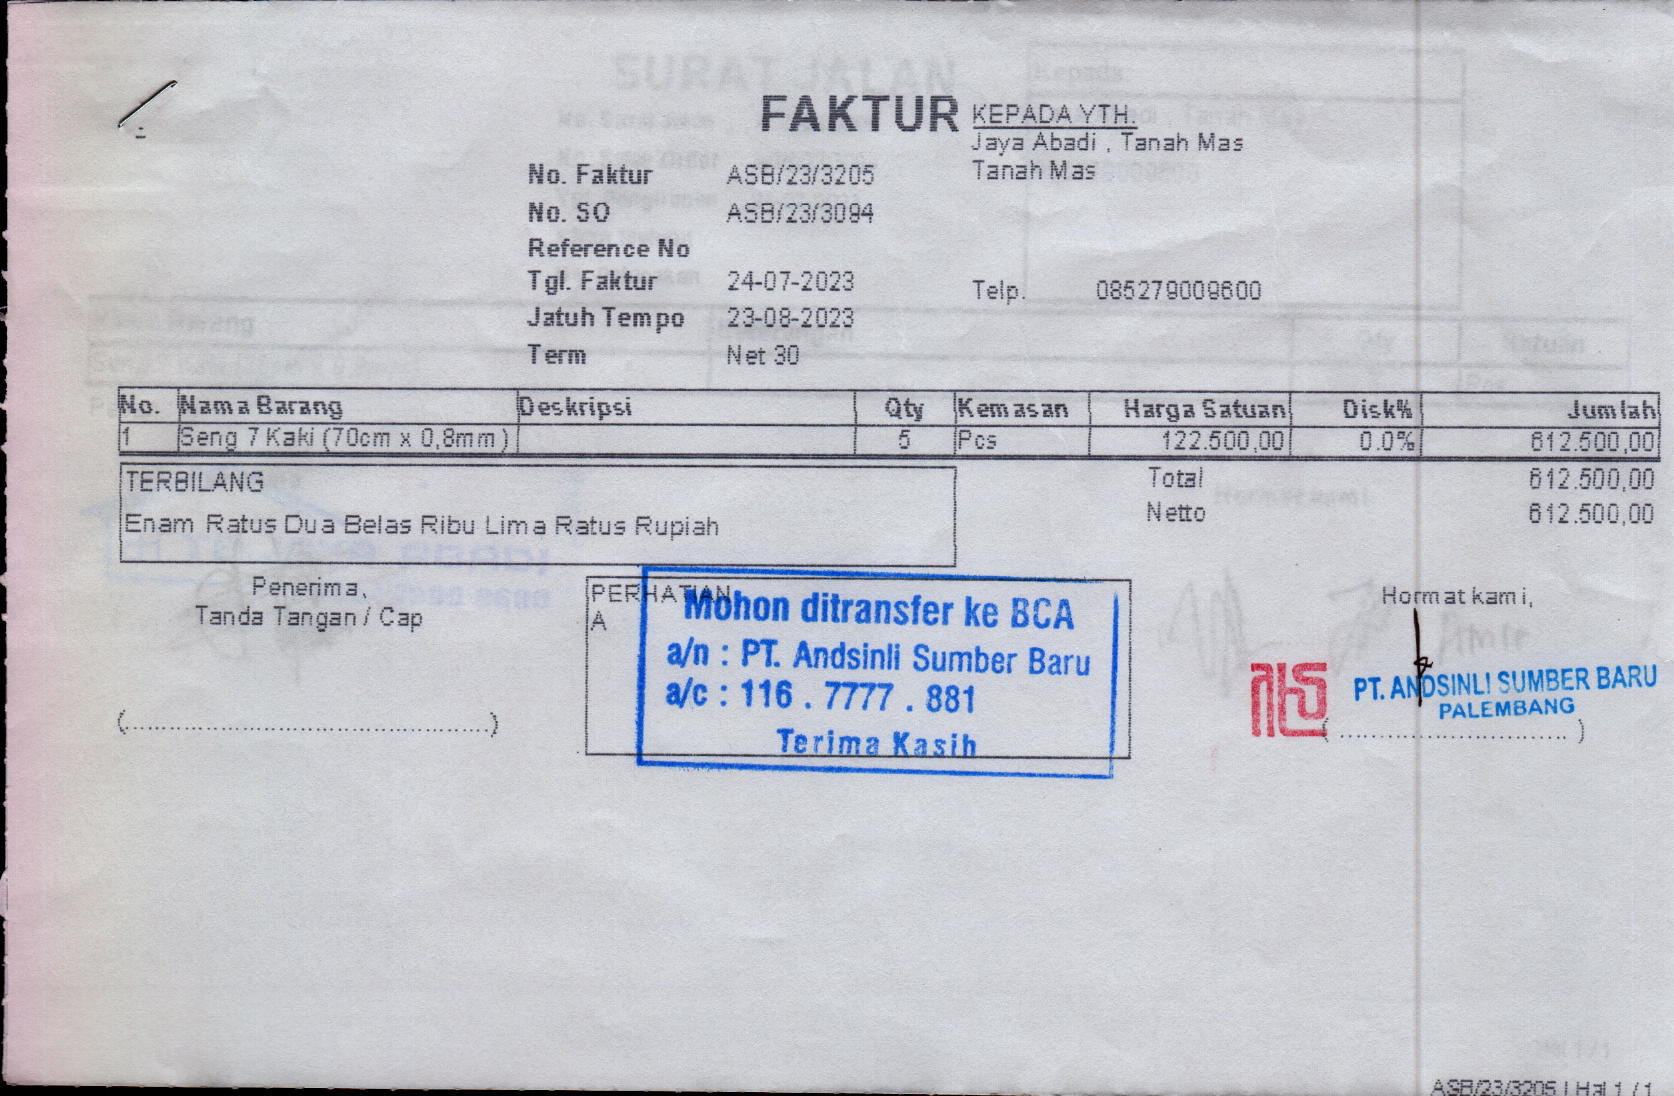 FAKTUR
KEPADA YTH.
Jaya Abadi , Tanah Mas
Tanah Mas
No. Faktur ASB/23/3205
No. SO ASB/23/3094
Reference No
Tgl. Faktur 24-07-2023
Telp. 085279009600
Jatuh Tempo 23-08-2023
Term Net 30
No. Nama Barang Deskripsi Qty Kemasan Harga Satuan Disk% Jumlah
1 Seng 7 Kaki (70cm x 0,8mm) 5 Pcs 122.500,00 0.0% 612.500,00
TERBILANG
Enam Ratus Dua Belas Ribu Lima Ratus Rupiah
Total 612.500,00
Netto 612.500,00
Penerima,
Tanda Tangan / Cap
(..............................................)
PERHATIAN
A
Mohon ditransfer ke BCA
a/n : PT. Andsinli Sumber Baru
a/c : 116 . 7777 . 881
Terima Kasih
Hormat kami,
PT. ANDSINLI SUMBER BARU
PALEMBANG
( ............................. )
ASB/23/3205 | Hal 1 / 1